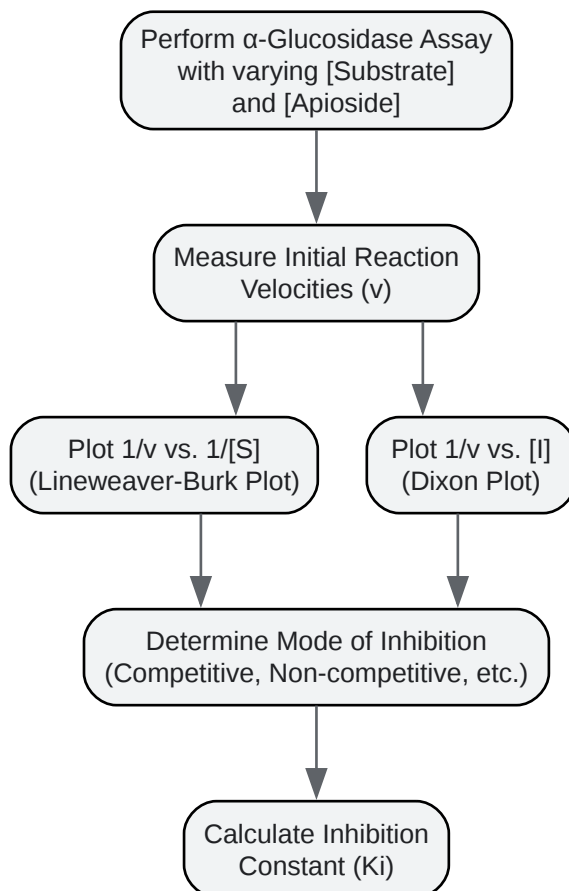 Perform α-Glucosidase Assay
with varying [Substrate]
and [Apioside]
Measure Initial Reaction
Velocities (v)
Plot 1/v vs. 1/[S]
(Lineweaver-Burk Plot)
Plot 1/v vs. [I]
(Dixon Plot)
Determine Mode of Inhibition
(Competitive, Non-competitive, etc.)
Calculate Inhibition
Constant (Ki)